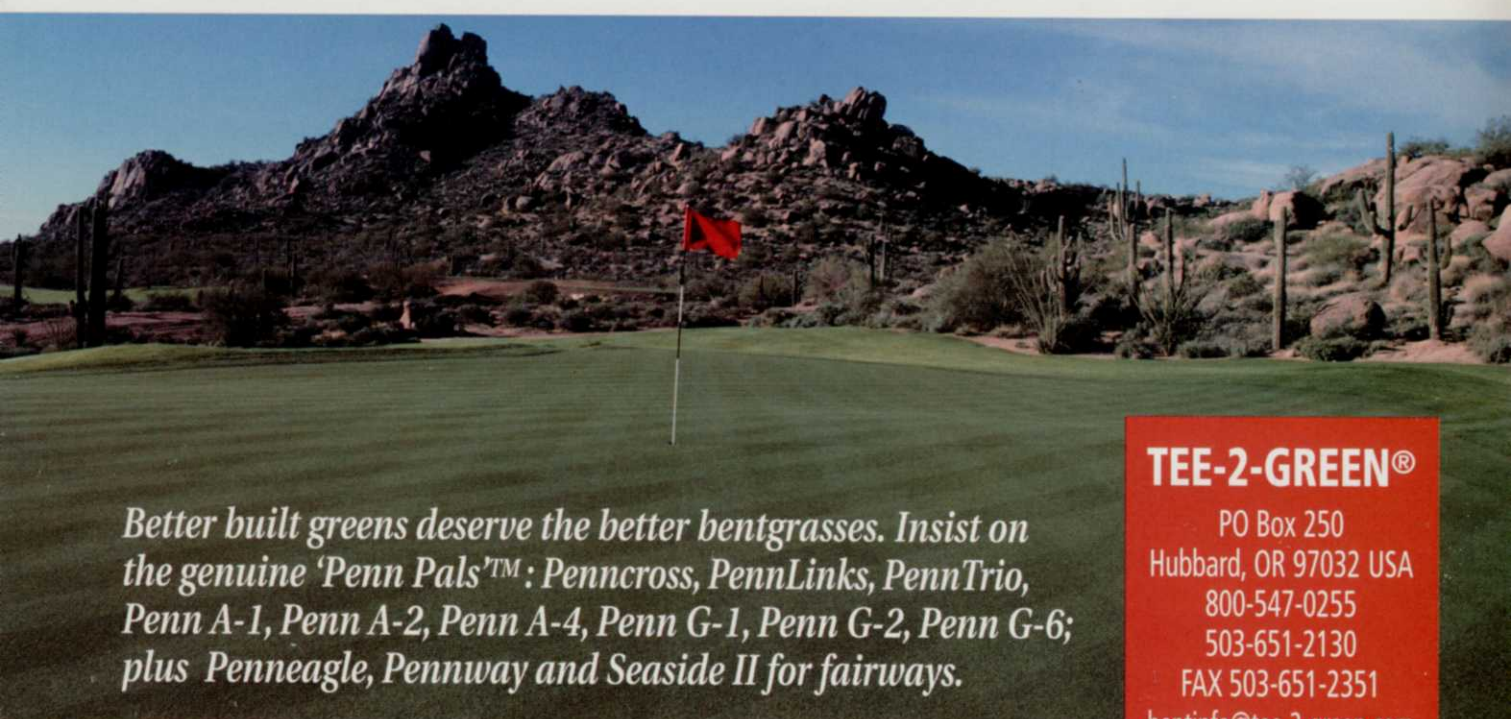 Better built greens deserve the better bentgrasses. Insist on
the genuine 'Penn Pals'™: Penncross, PennLinks, PennTrio,
Penn A-1, Penn A-2, Penn A-4, Penn G-1, Penn G-2, Penn G-6;
plus Penneagle, Pennway and Seaside II for fairways.
TEE-2-GREEN®
PO Box 250
Hubbard, OR 97032 USA
800-547-0255
503-651-2130
FAX 503-651-2351